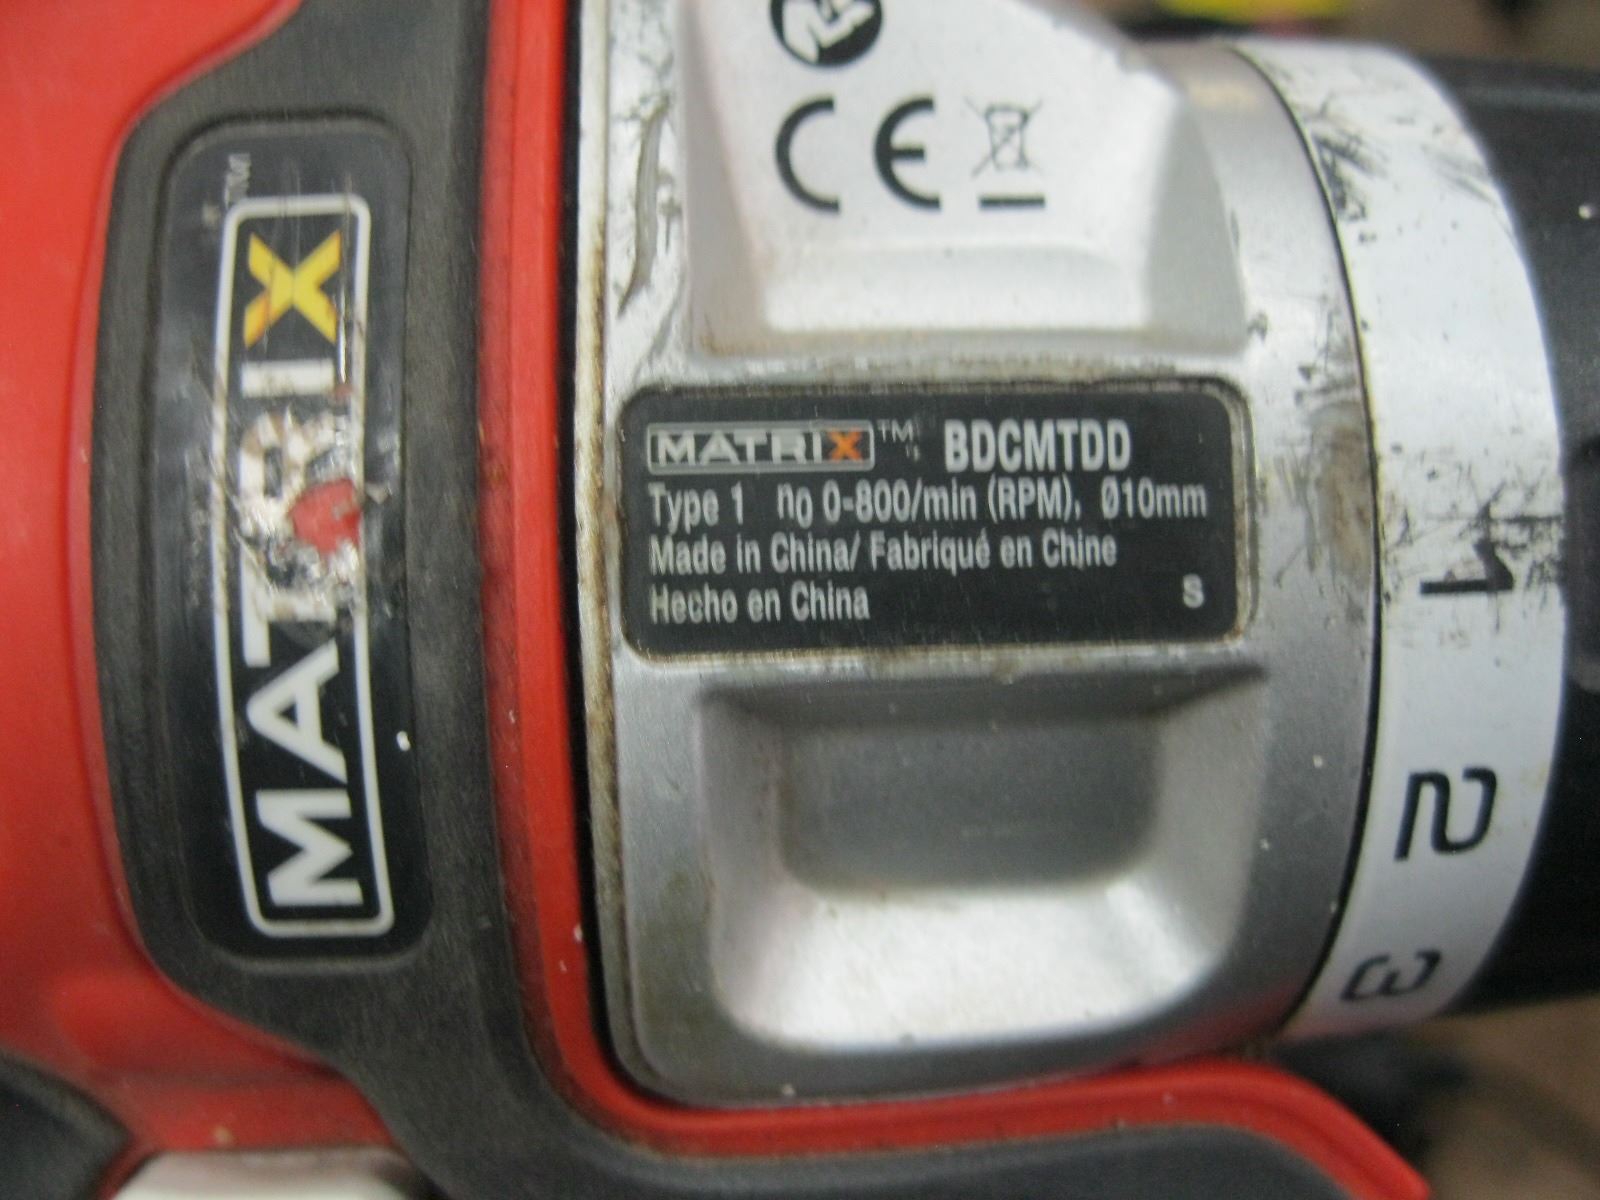 MATRIX
TM
CE
MATRIX™ BDCMTDD
Type 1 n0 0-800/min (RPM), Ø10mm
Made in China/ Fabriqué en Chine
Hecho en China S
1
2
3